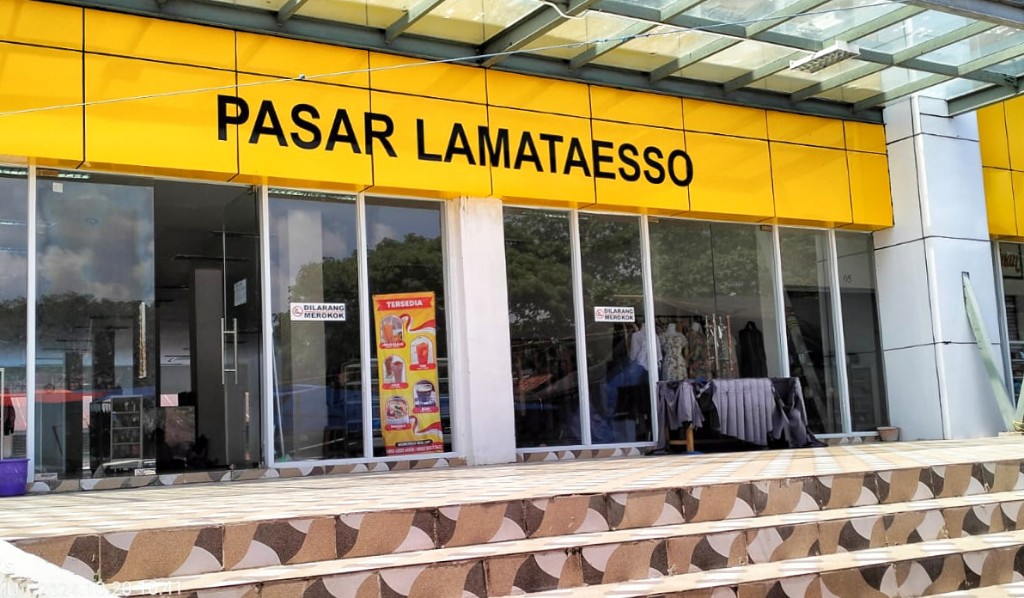 PASAR LAMATAESSO
DILARANG
MEROKOK
TERSEDIA
DILARANG
MEROKOK